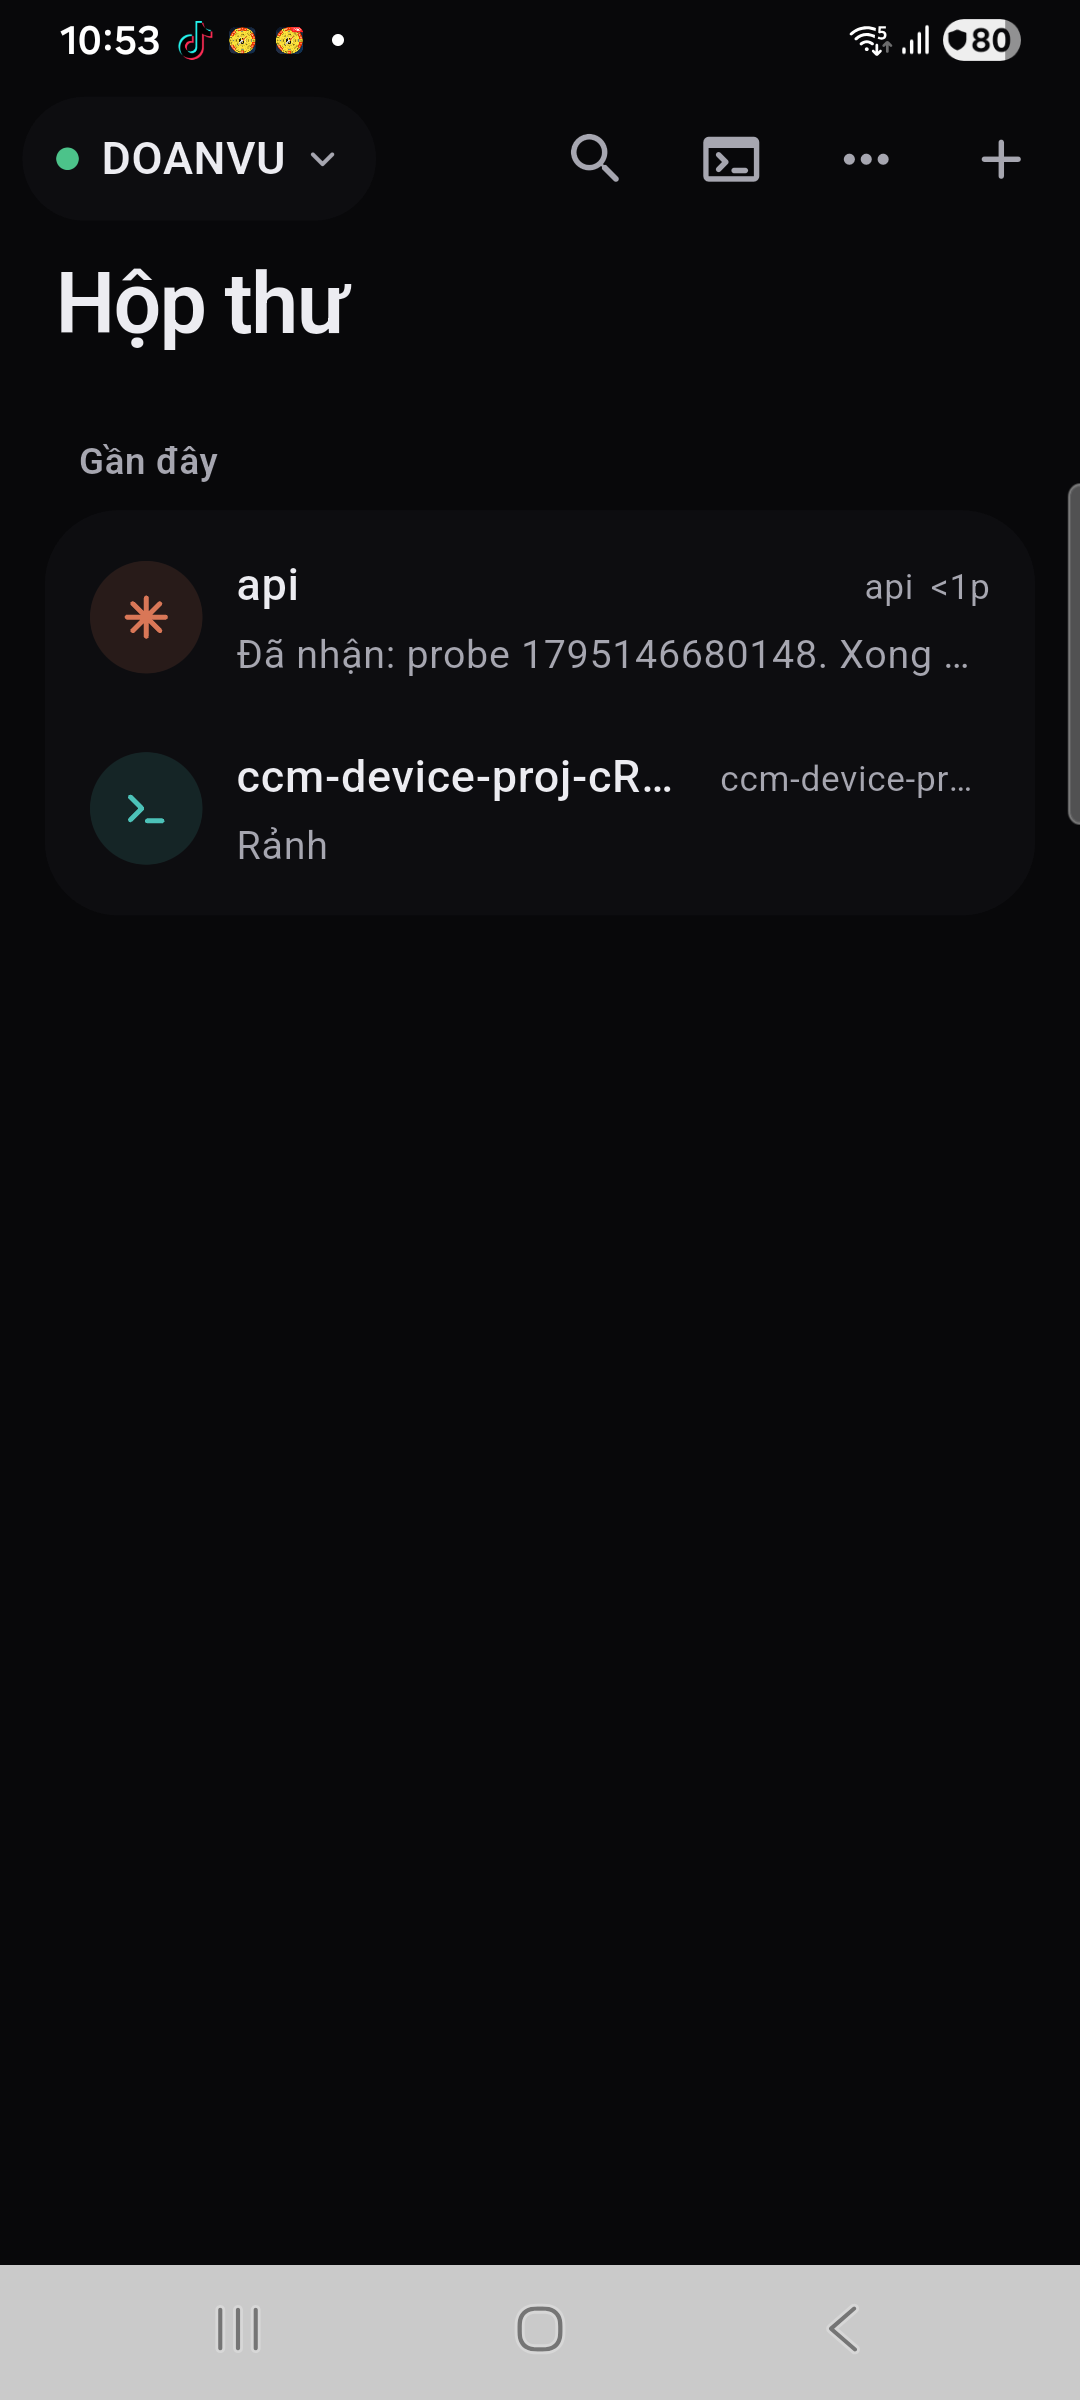 10:53
5
80
DOANVU
Hộp thư
Gần đây
api
api <1p
Đã nhận: probe 1795146680148. Xong ...
ccm-device-proj-cR...
ccm-device-pr...
Rảnh